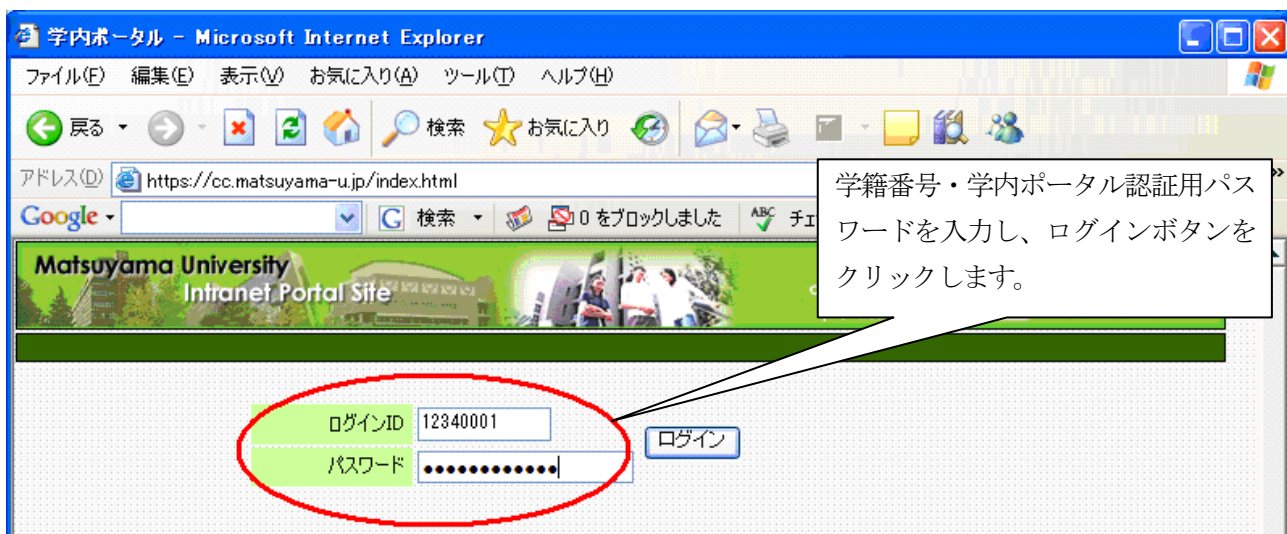 学内ポータル - Microsoft Internet Explorer
ファイル(F) 編集(E) 表示(V) お気に入り(A) ツール(T) ヘルプ(H)
戻る 検索 お気に入り
アドレス(D) https://cc.matsuyama-u.jp/index.html
Google 検索 0 をブロックしました ABC チェ
学籍番号・学内ポータル認証用パス
ワードを入力し、ログインボタンを
クリックします。
Matsuyama University
Intranet Portal Site
ログインID 12340001
パスワード ●●●●●●●●●●●●
ログイン